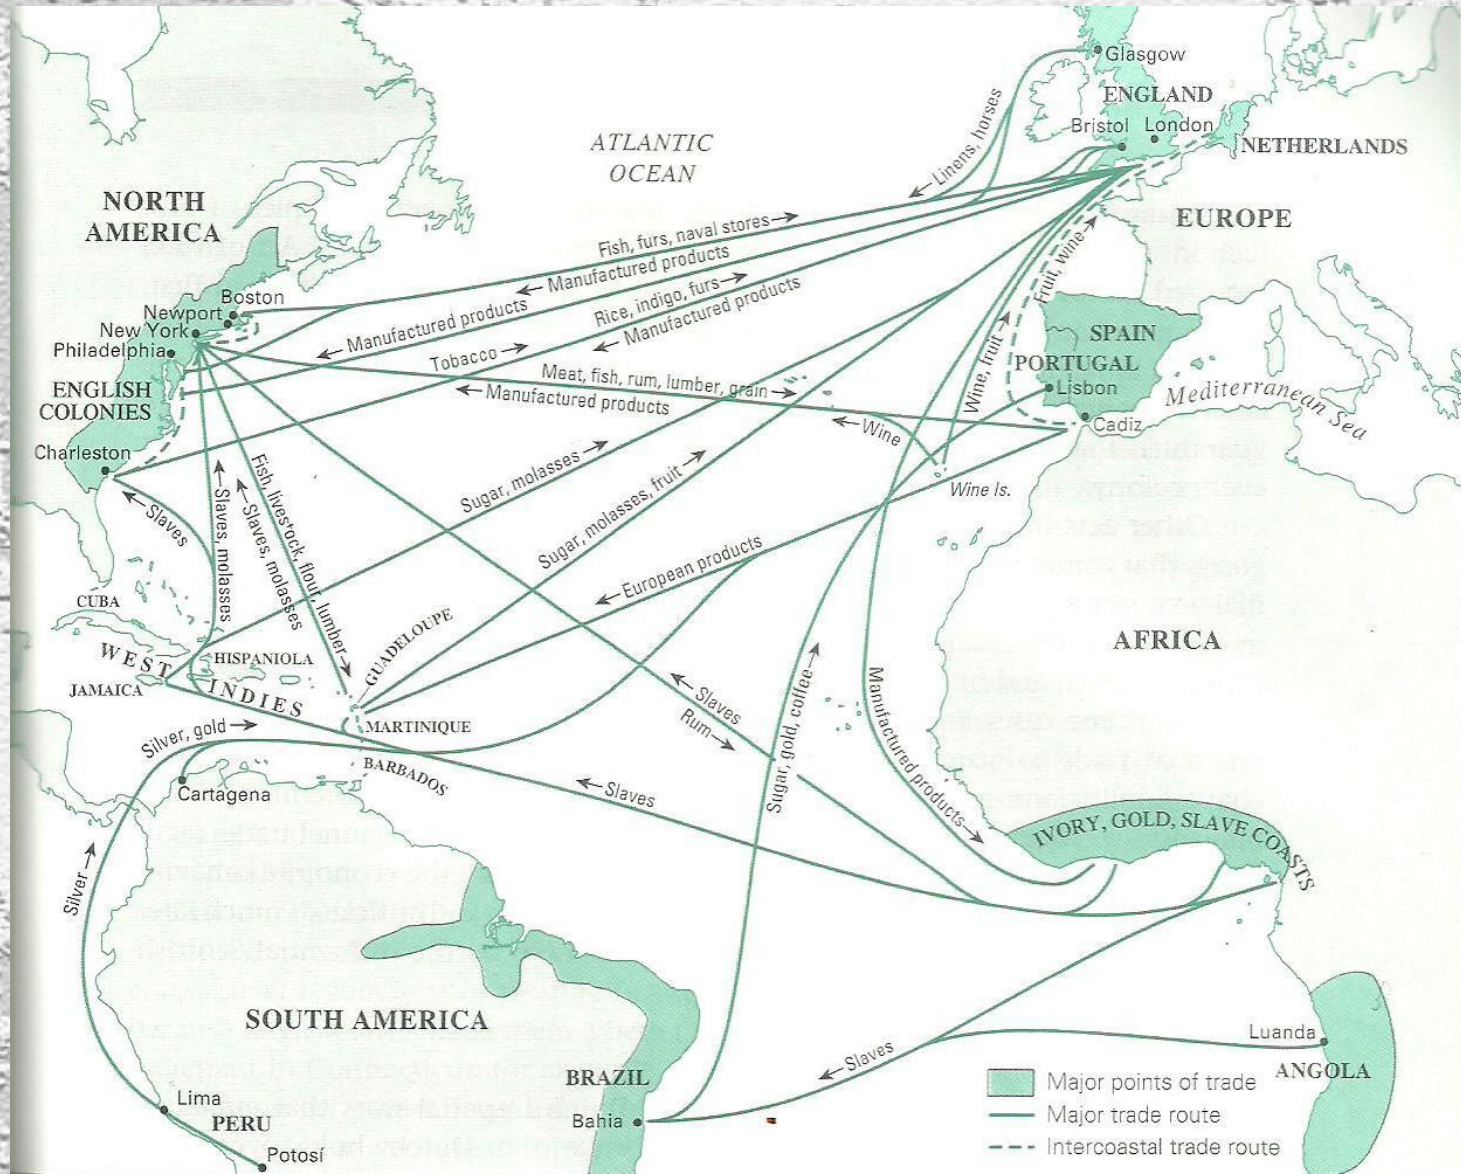 Glasgow
ENGLAND
Bristol
London
NETHERLANDS
ATLANTIC
OCEAN
Linens, horses
NORTH
AMERICA
EUROPE
Fish, furs, naval stores
Manufactured products
Boston
Newport
New York
Philadelphia
Manufactured products
Rice, indigo, furs
Manufactured products
Fruit, wine
Wine, fruit
SPAIN
PORTUGAL
Lisbon
Mediterranean Sea
Cadiz
Tobacco
Meat, fish, rum, lumber, grain
Manufactured products
ENGLISH
COLONIES
Charleston
Wine
Wine Is.
Sugar, molasses
Sugar, molasses, fruit
Slaves
Slaves, molasses
Slaves, molasses
Fish, livestock, flour, lumber
European products
CUBA
WEST
INDIES
HISPANIOLA
JAMAICA
GUADELOUPE
MARTINIQUE
BARBADOS
AFRICA
Slaves
Rum
Sugar, gold, coffee
Manufactured products
Silver, gold
Cartagena
Slaves
IVORY, GOLD, SLAVE COASTS
Silver
SOUTH AMERICA
Luanda
ANGOLA
Slaves
BRAZIL
Bahia
Lima
PERU
Potosí
Major points of trade
Major trade route
Intercoastal trade route